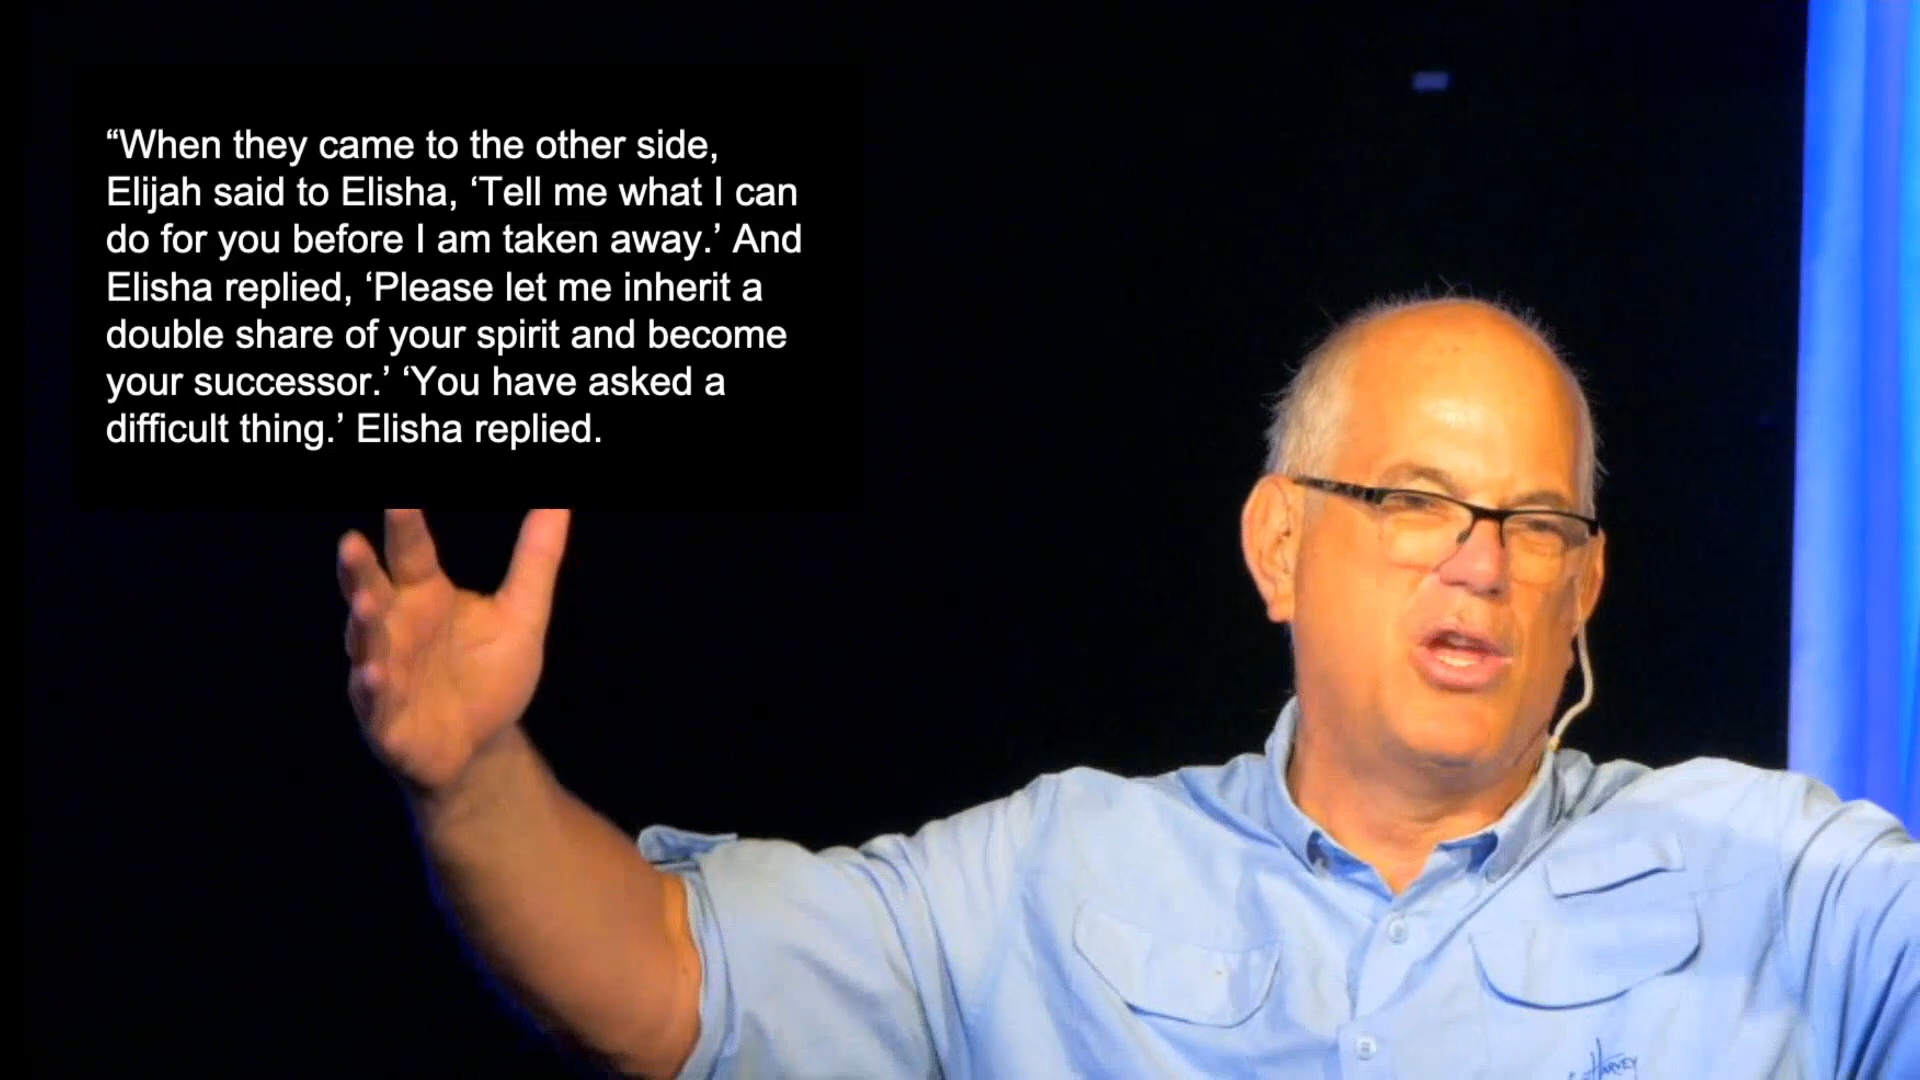 “When they came to the other side,
Elijah said to Elisha, ‘Tell me what I can
do for you before I am taken away.’ And
Elisha replied, ‘Please let me inherit a
double share of your spirit and become
your successor.’ ‘You have asked a
difficult thing.’ Elisha replied.
HARVEY